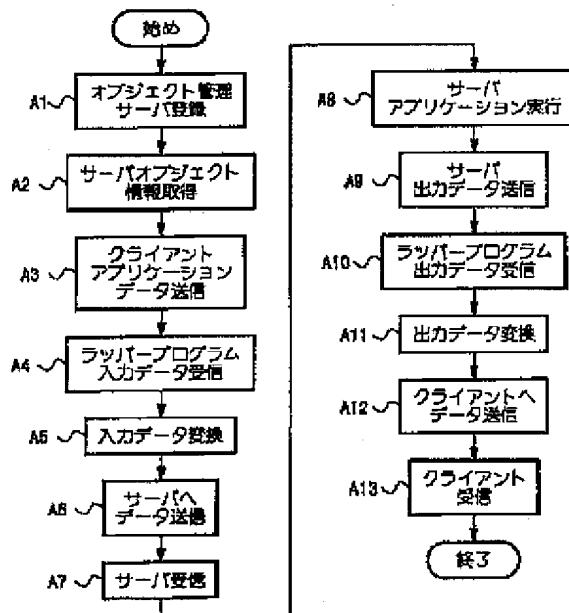 始め
A1
オブジェクト管理
サーバ登録
A2
サーバオブジェクト
情報取得
A3
クライアント
アプリケーション
データ送信
A4
ラッパープログラム
入力データ受信
A5
入力データ変換
A6
サーバへ
データ送信
A7
サーバ受信
A8
サーバ
アプリケーション実行
A9
サーバ
出力データ送信
A10
ラッパープログラム
出力データ受信
A11
出力データ変換
A12
クライアントへ
データ送信
A13
クライアント
受信
終了